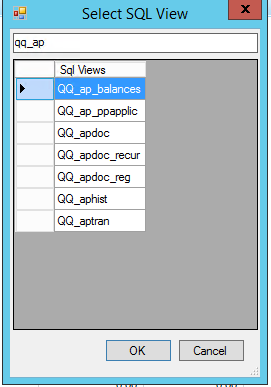 Select SQL View
x
qq_ap
Sql Views
QQ_ap_balances
QQ_ap_ppapplic
QQ_apdoc
QQ_apdoc_recur
QQ_apdoc_reg
QQ_aphist
QQ_aptran
OK Cancel